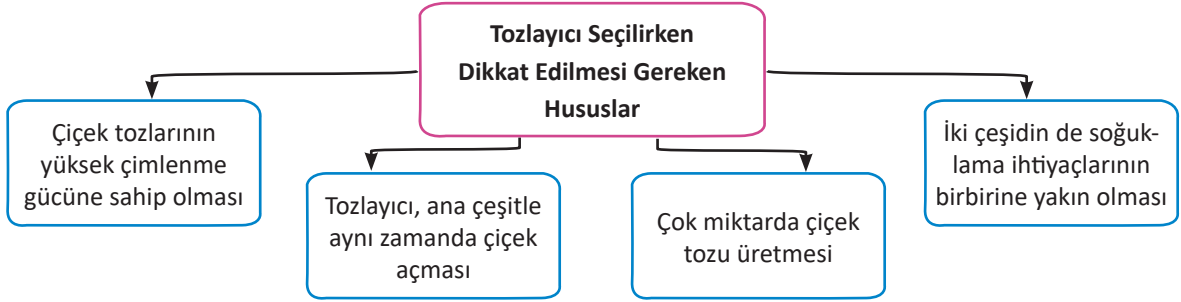 Tozlayıcı Seçilirken
Dikkat Edilmesi Gereken
Hususlar
Çiçek tozlarının
yüksek çimlenme
gücüne sahip olması
Tozlayıcı, ana çeşitle
aynı zamanda çiçek
açması
Çok miktarda çiçek
tozu üretmesi
İki çeşidin de soğuk-
lama ihtiyaçlarının
birbirine yakın olması